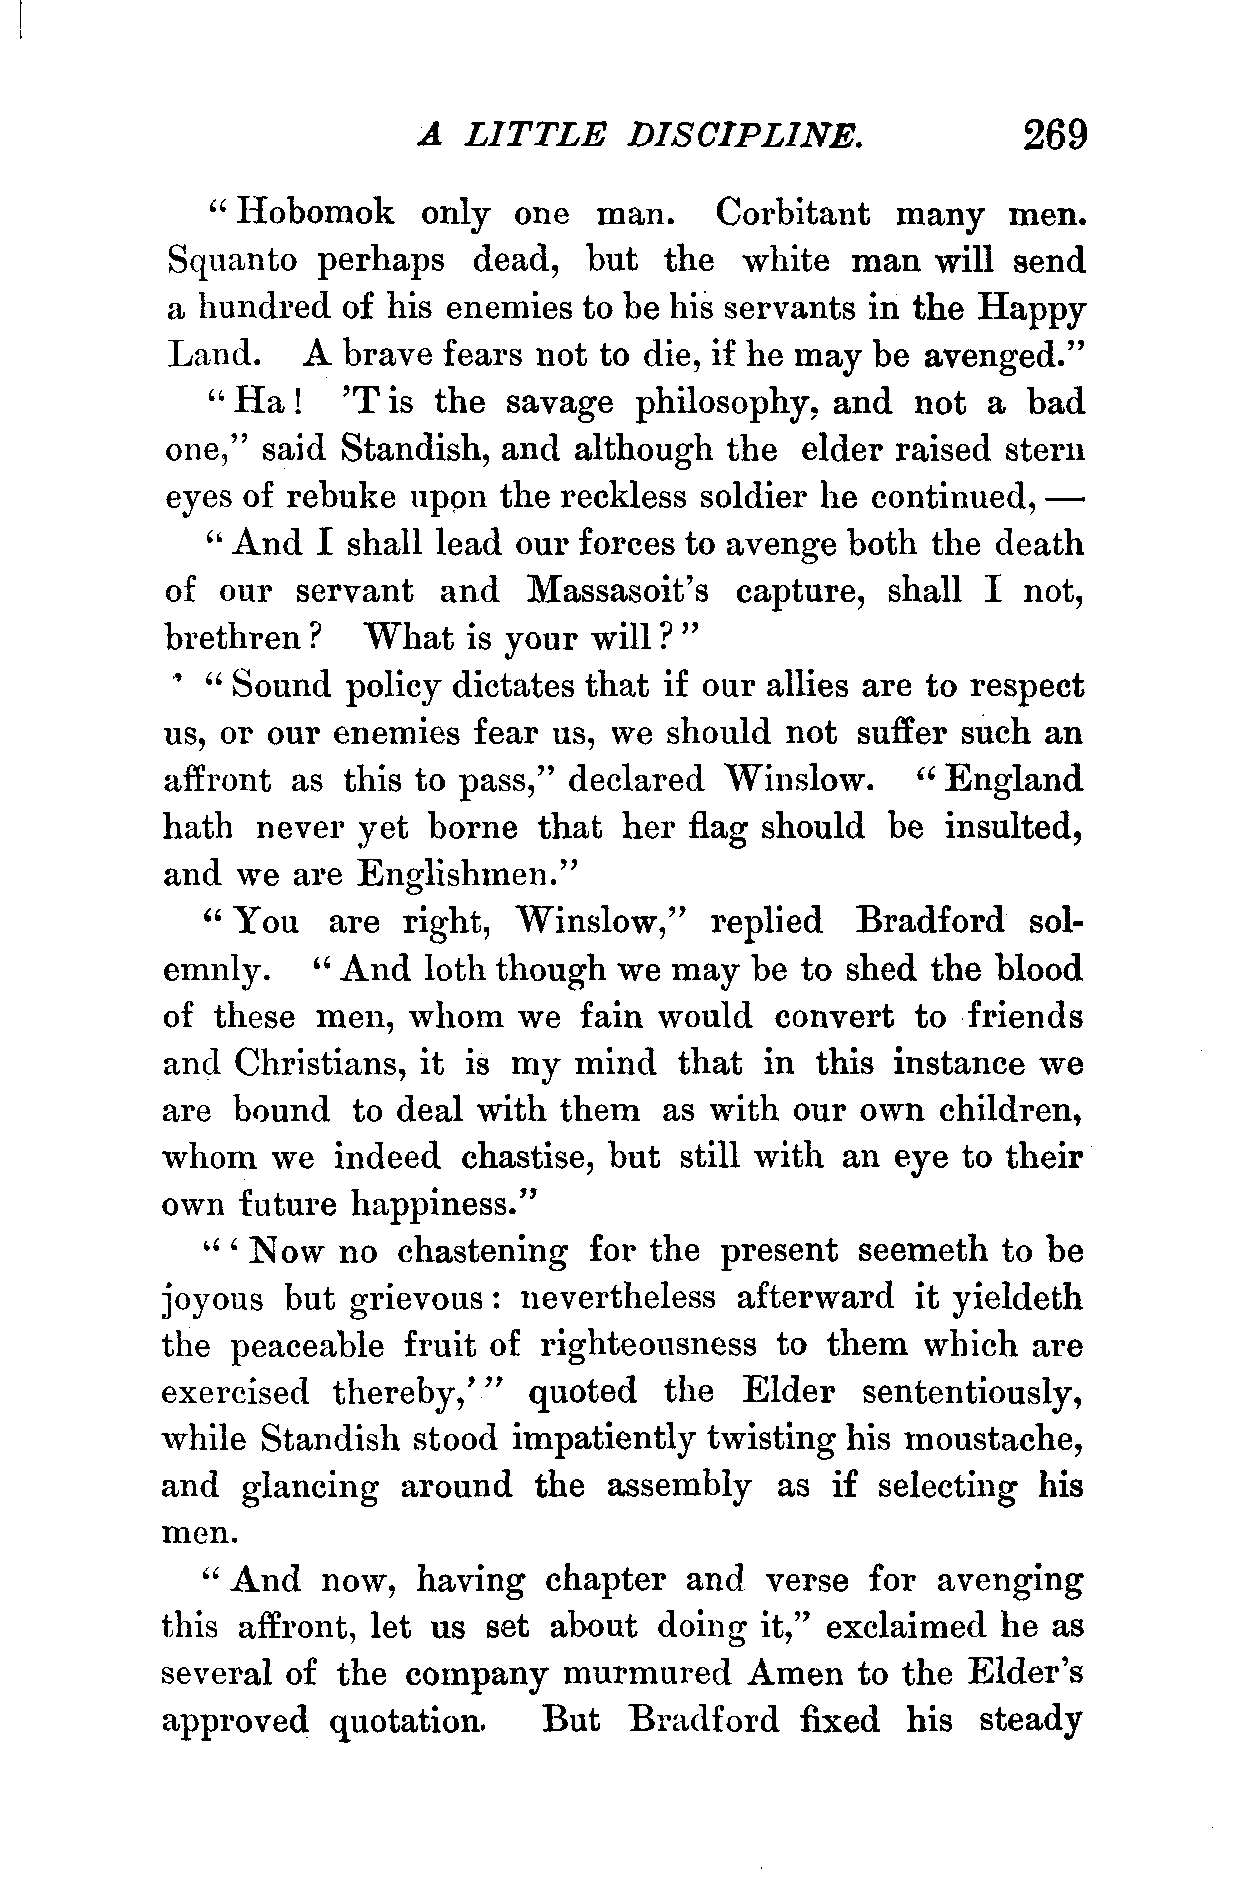 A LITTLE DISCIPLINE. 269
“ Hobomok only one man. Corbitant many men.
Squanto perhaps dead, but the white man will send
a hundred of his enemies to be his servants in the Happy
Land. A brave fears not to die, if he may be avenged.”
“ Ha ! ’T is the savage philosophy, and not a bad
one,” said Standish, and although the elder raised stern
eyes of rebuke upon the reckless soldier he continued, —
“ And I shall lead our forces to avenge both the death
of our servant and Massasoit’s capture, shall I not,
brethren ? What is your will ? ”
“ Sound policy dictates that if our allies are to respect
us, or our enemies fear us, we should not suffer such an
affront as this to pass,” declared Winslow. “ England
hath never yet borne that her flag should be insulted,
and we are Englishmen.”
“ You are right, Winslow,” replied Bradford sol-
emnly. “ And loth though we may be to shed the blood
of these men, whom we fain would convert to friends
and Christians, it is my mind that in this instance we
are bound to deal with them as with our own children,
whom we indeed chastise, but still with an eye to their
own future happiness.”
“ ‘ Now no chastening for the present seemeth to be
joyous but grievous : nevertheless afterward it yieldeth
the peaceable fruit of righteousness to them which are
exercised thereby,’ ” quoted the Elder sententiously,
while Standish stood impatiently twisting his moustache,
and glancing around the assembly as if selecting his
men.
“ And now, having chapter and verse for avenging
this affront, let us set about doing it,” exclaimed he as
several of the company murmured Amen to the Elder’s
approved quotation. But Bradford fixed his steady